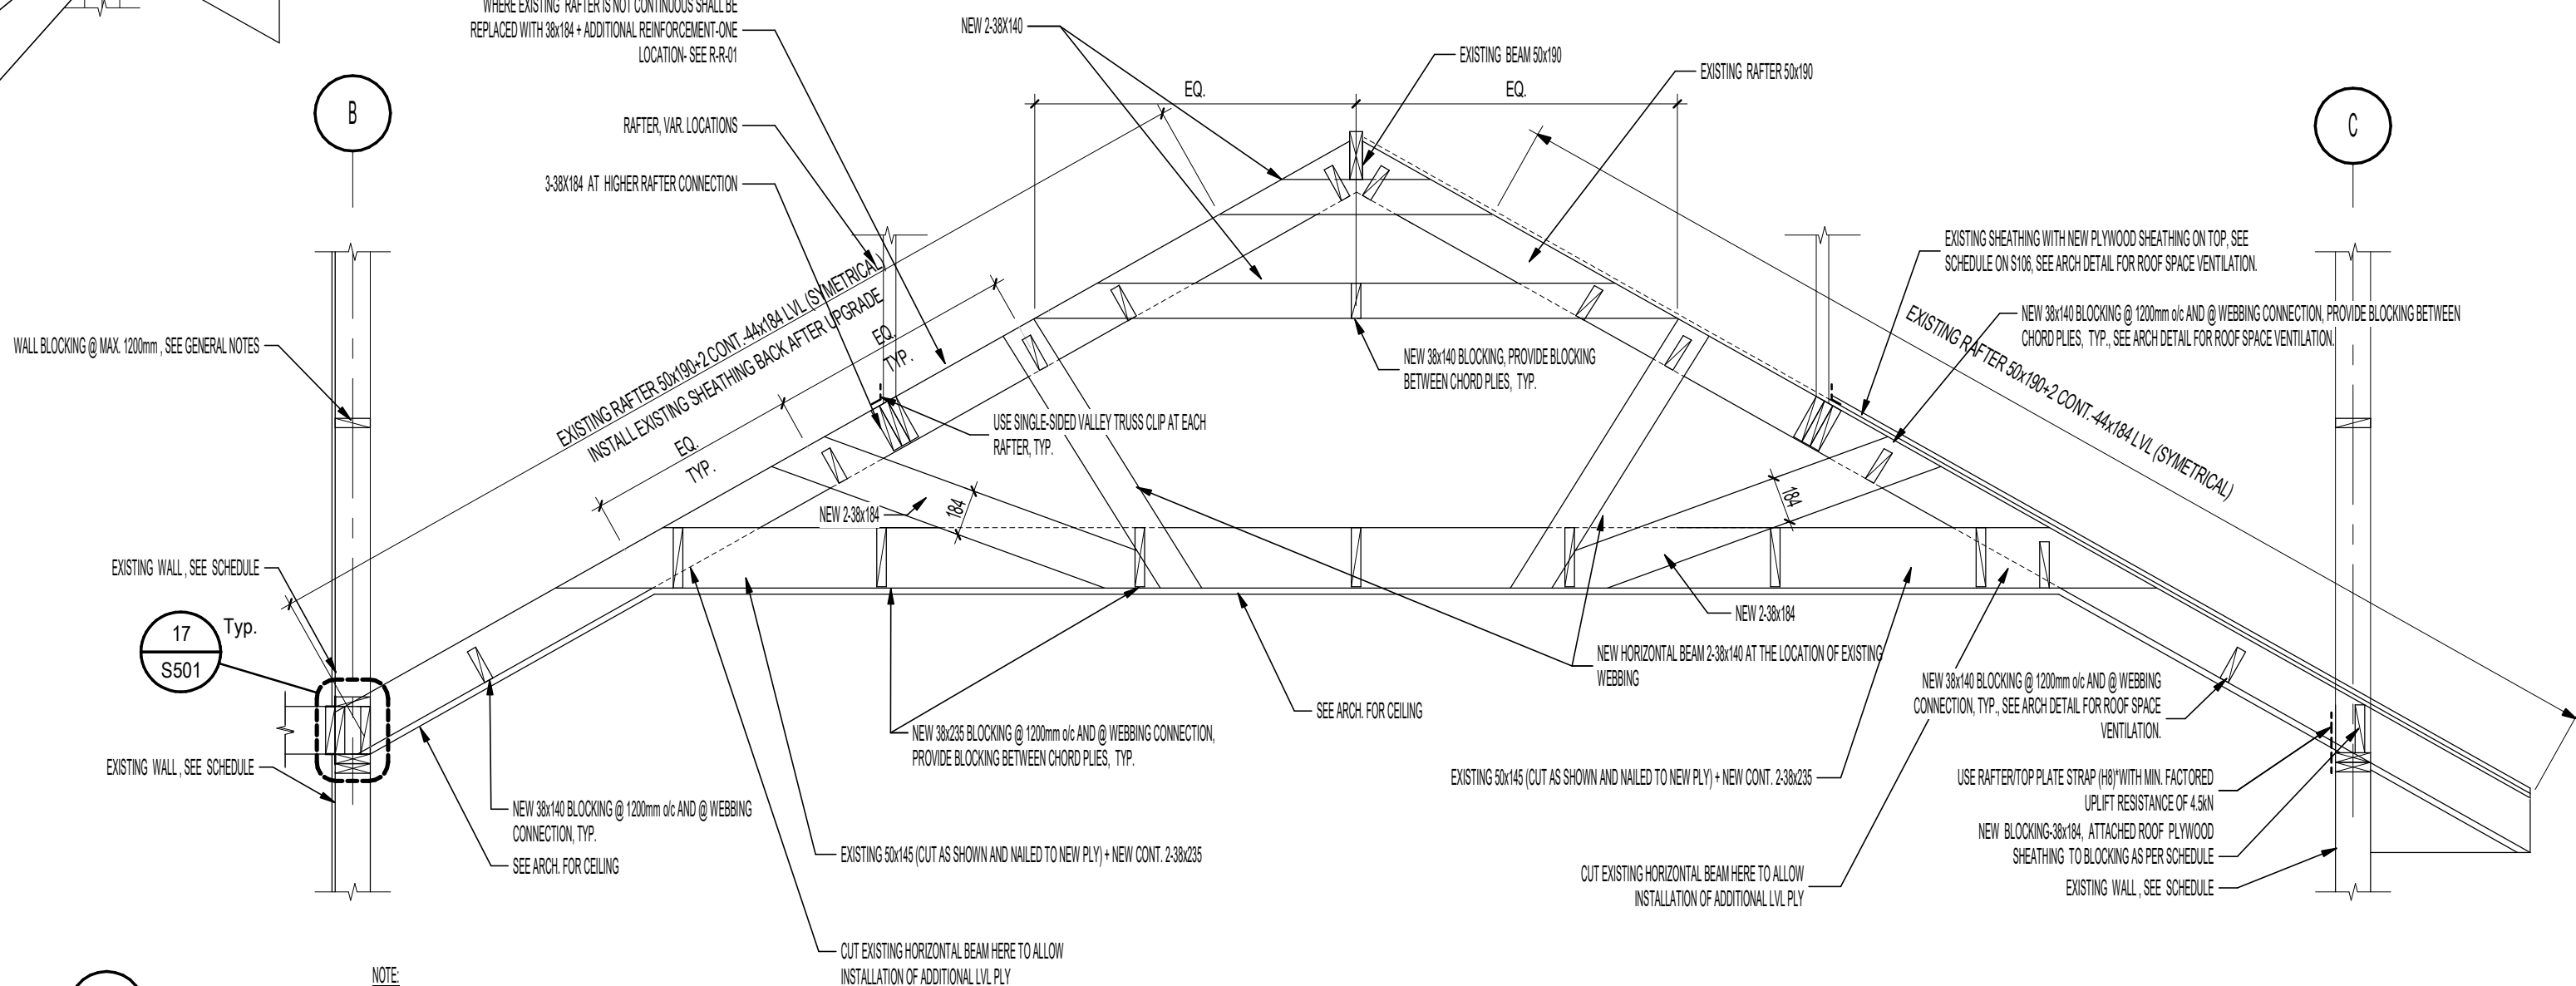 WHERE EXISTING RAFTER IS NOT CONTINUOUS SHALL BE
REPLACED WITH 38x184 + ADDITIONAL REINFORCEMENT-ONE
LOCATION- SEE R-R-01
NEW 2-38X140
EXISTING BEAM 50x190
EXISTING RAFTER 50x190
EQ.
EQ.
B
C
RAFTER, VAR. LOCATIONS
3-38X184 AT HIGHER RAFTER CONNECTION
EXISTING RAFTER 50x190+2 CONT.-44x184 LVL (SYMETRICAL)
INSTALL EXISTING SHEATHING BACK AFTER UPGRADE
EQ.
TYP.
EQ.
TYP.
EXISTING SHEATHING WITH NEW PLYWOOD SHEATHING ON TOP, SEE
SCHEDULE ON S106, SEE ARCH DETAIL FOR ROOF SPACE VENTILATION.
NEW 38x140 BLOCKING @ 1200mm o/c AND @ WEBBING CONNECTION, PROVIDE BLOCKING BETWEEN
CHORD PLIES, TYP., SEE ARCH DETAIL FOR ROOF SPACE VENTILATION.
EXISTING RAFTER 50x190+2 CONT.-44x184 LVL (SYMETRICAL)
WALL BLOCKING @ MAX. 1200mm , SEE GENERAL NOTES
NEW 38x140 BLOCKING, PROVIDE BLOCKING
BETWEEN CHORD PLIES, TYP.
USE SINGLE-SIDED VALLEY TRUSS CLIP AT EACH
RAFTER, TYP.
NEW 2-38x184
184
184
EXISTING WALL , SEE SCHEDULE
17
S501
Typ.
NEW 2-38x184
NEW HORIZONTAL BEAM 2-38x140 AT THE LOCATION OF EXISTING
WEBBING
SEE ARCH. FOR CEILING
NEW 38x140 BLOCKING @ 1200mm o/c AND @ WEBBING
CONNECTION, TYP., SEE ARCH DETAIL FOR ROOF SPACE
VENTILATION.
NEW 38x235 BLOCKING @ 1200mm o/c AND @ WEBBING CONNECTION,
PROVIDE BLOCKING BETWEEN CHORD PLIES, TYP.
EXISTING WALL , SEE SCHEDULE
EXISTING 50x145 (CUT AS SHOWN AND NAILED TO NEW PLY) + NEW CONT. 2-38x235
USE RAFTER/TOP PLATE STRAP (H8)"WITH MIN. FACTORED
UPLIFT RESISTANCE OF 4.5kN
NEW 38x140 BLOCKING @ 1200mm o/c AND @ WEBBING
CONNECTION, TYP.
NEW BLOCKING-38x184, ATTACHED ROOF PLYWOOD
SHEATHING TO BLOCKING AS PER SCHEDULE
EXISTING 50x145 (CUT AS SHOWN AND NAILED TO NEW PLY) + NEW CONT. 2-38x235
SEE ARCH. FOR CEILING
CUT EXISTING HORIZONTAL BEAM HERE TO ALLOW
INSTALLATION OF ADDITIONAL LVL PLY
EXISTING WALL , SEE SCHEDULE
CUT EXISTING HORIZONTAL BEAM HERE TO ALLOW
INSTALLATION OF ADDITIONAL LVL PLY
NOTE: